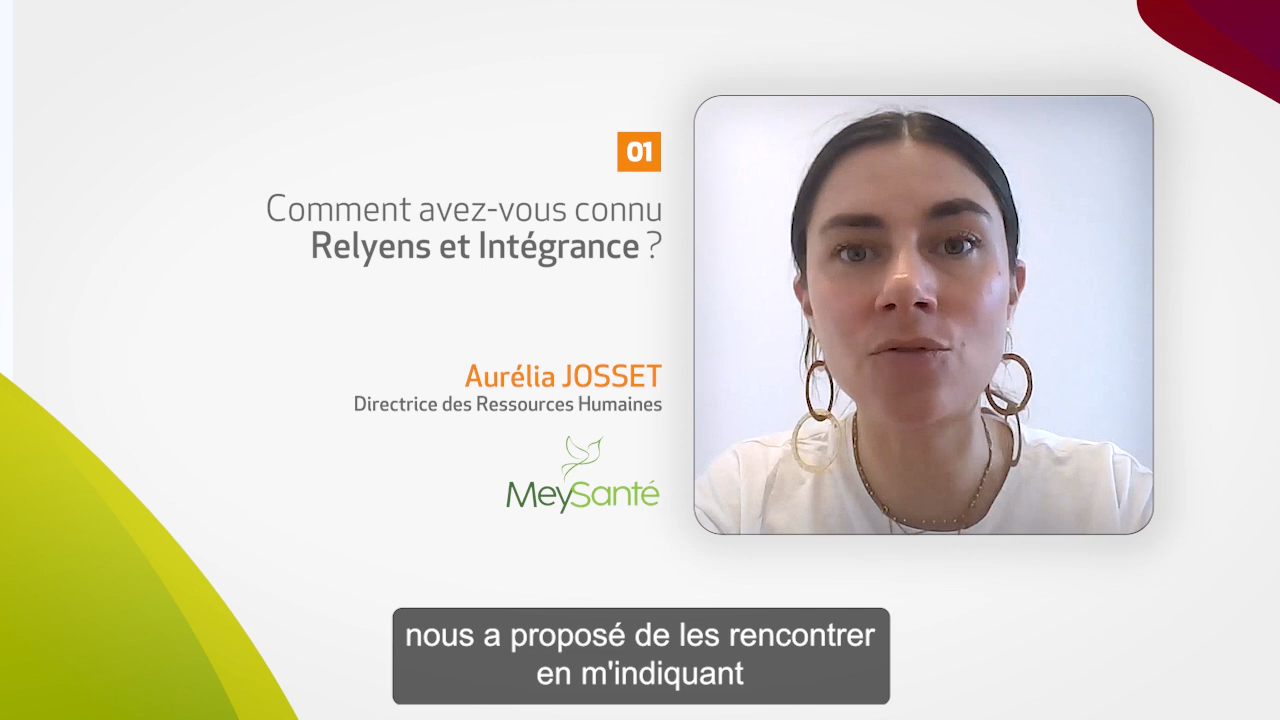 01
Comment avez-vous connu
Relyens et Intégrance ?
Aurélia JOSSET
Directrice des Ressources Humaines
MeySanté
nous a proposé de les rencontrer
en m'indiquant